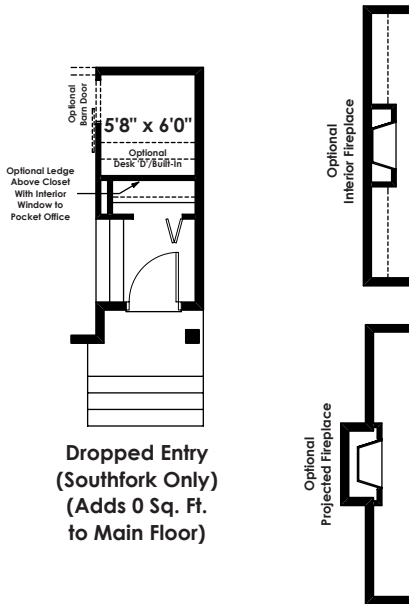 Optional
Barn Door
5'8" x 6'0"
Optional
Desk 'D'/Built-In
Optional Ledge
Above Closet
With Interior
Window to
Pocket Office
Dropped Entry
(Southfork Only)
(Adds 0 Sq. Ft.
to Main Floor)
Optional
Interior Fireplace
Optional
Projected Fireplace